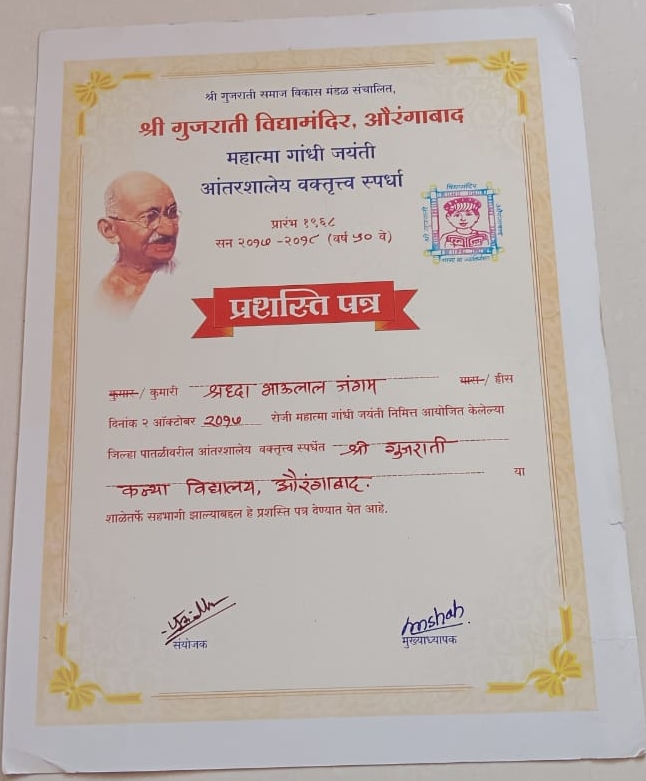 श्री गुजराती समाज विकास मंडळ संचालित,
श्री गुजराती विद्यामंदिर, औरंगाबाद
महात्मा गांधी जयंती
आंतरशालेय वक्तृत्त्व स्पर्धा
प्रारंभ १९६८
सन २०१७ -२०१८ (वर्ष ५० वे)
प्रशस्ति पत्र
कुमार / कुमारी श्रध्दा भाऊलाल जंगम यास / हीस
दिनांक २ ऑक्टोबर २०१७ रोजी महात्मा गांधी जयंती निमित्त आयोजित केलेल्या
जिल्हा पातळीवरील आंतरशालेय वक्तृत्त्व स्पर्धेत श्री गुजराती
कन्या विद्यालय, औरंगाबाद. या
शाळेतर्फे सहभागी झाल्याबद्दल हे प्रशस्ति पत्र देण्यात येत आहे.
mshah
संयोजक मुख्याध्यापक